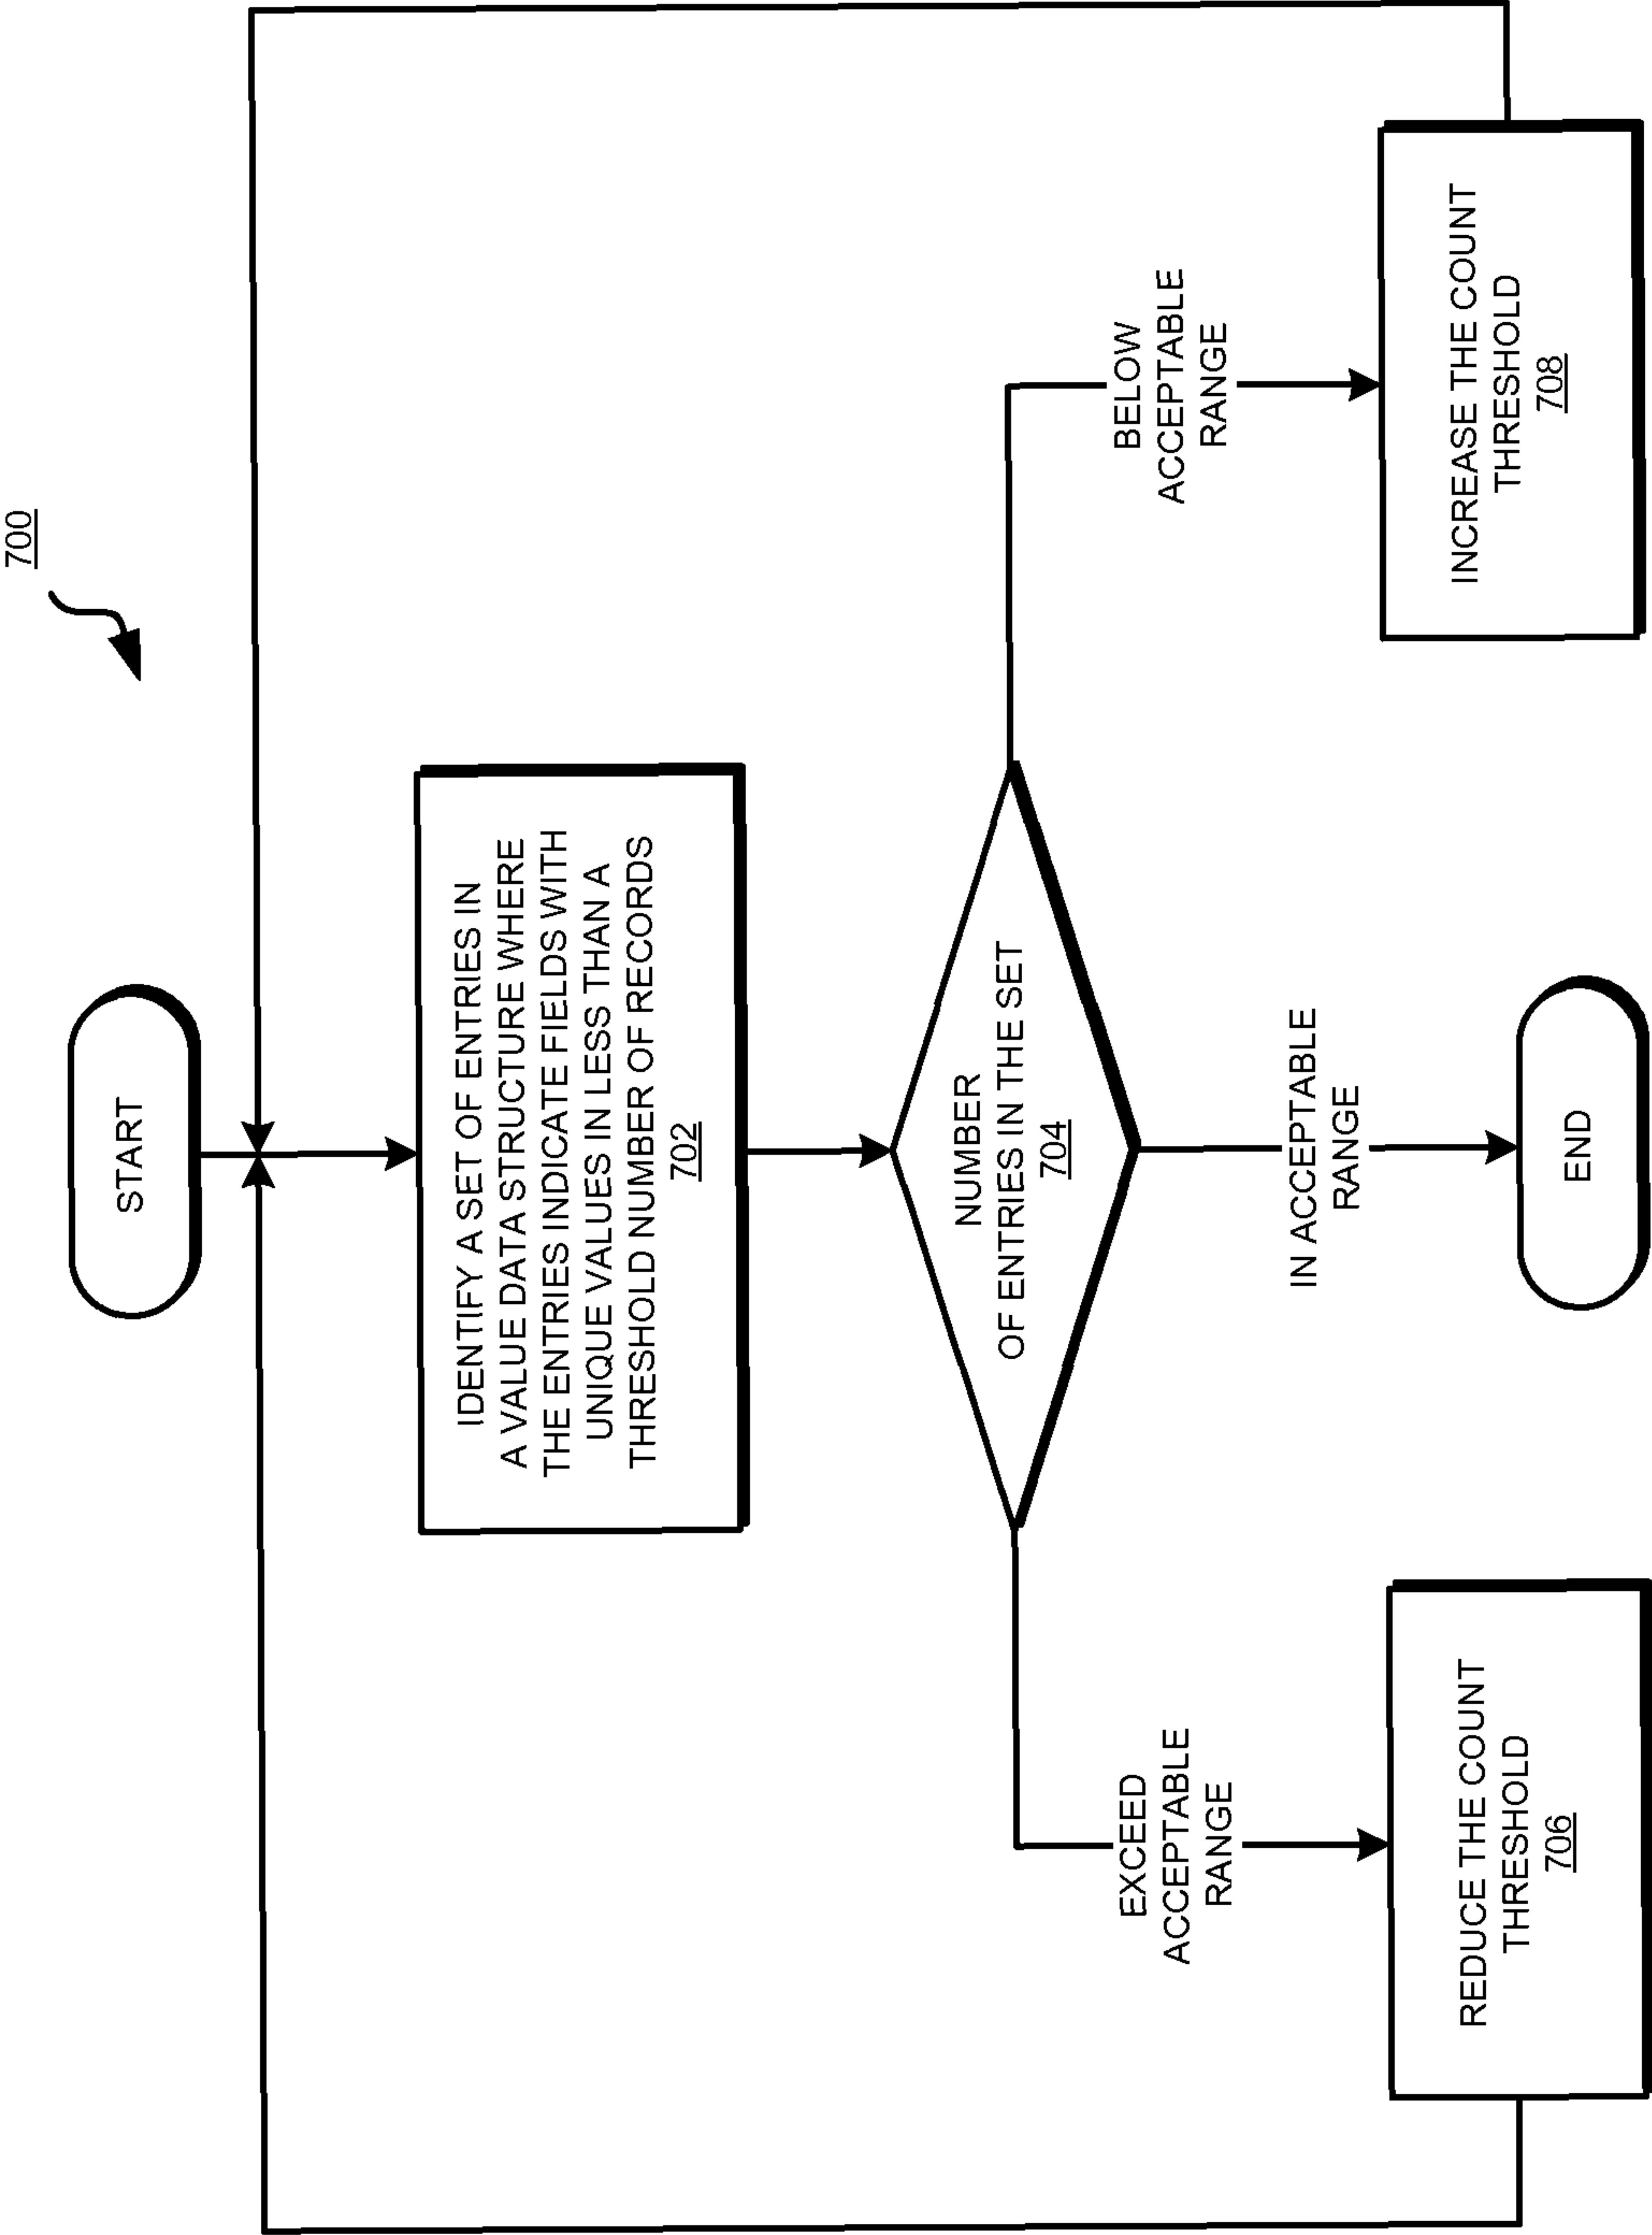 700
START
IDENTIFY A SET OF ENTRIES IN
A VALUE DATA STRUCTURE WHERE
THE ENTRIES INDICATE FIELDS WITH
UNIQUE VALUES IN LESS THAN A
THRESHOLD NUMBER OF RECORDS
702
NUMBER
OF ENTRIES IN THE SET
704
EXCEED
ACCEPTABLE
RANGE
IN ACCEPTABLE
RANGE
BELOW
ACCEPTABLE
RANGE
REDUCE THE COUNT
THRESHOLD
706
END
INCREASE THE COUNT
THRESHOLD
708